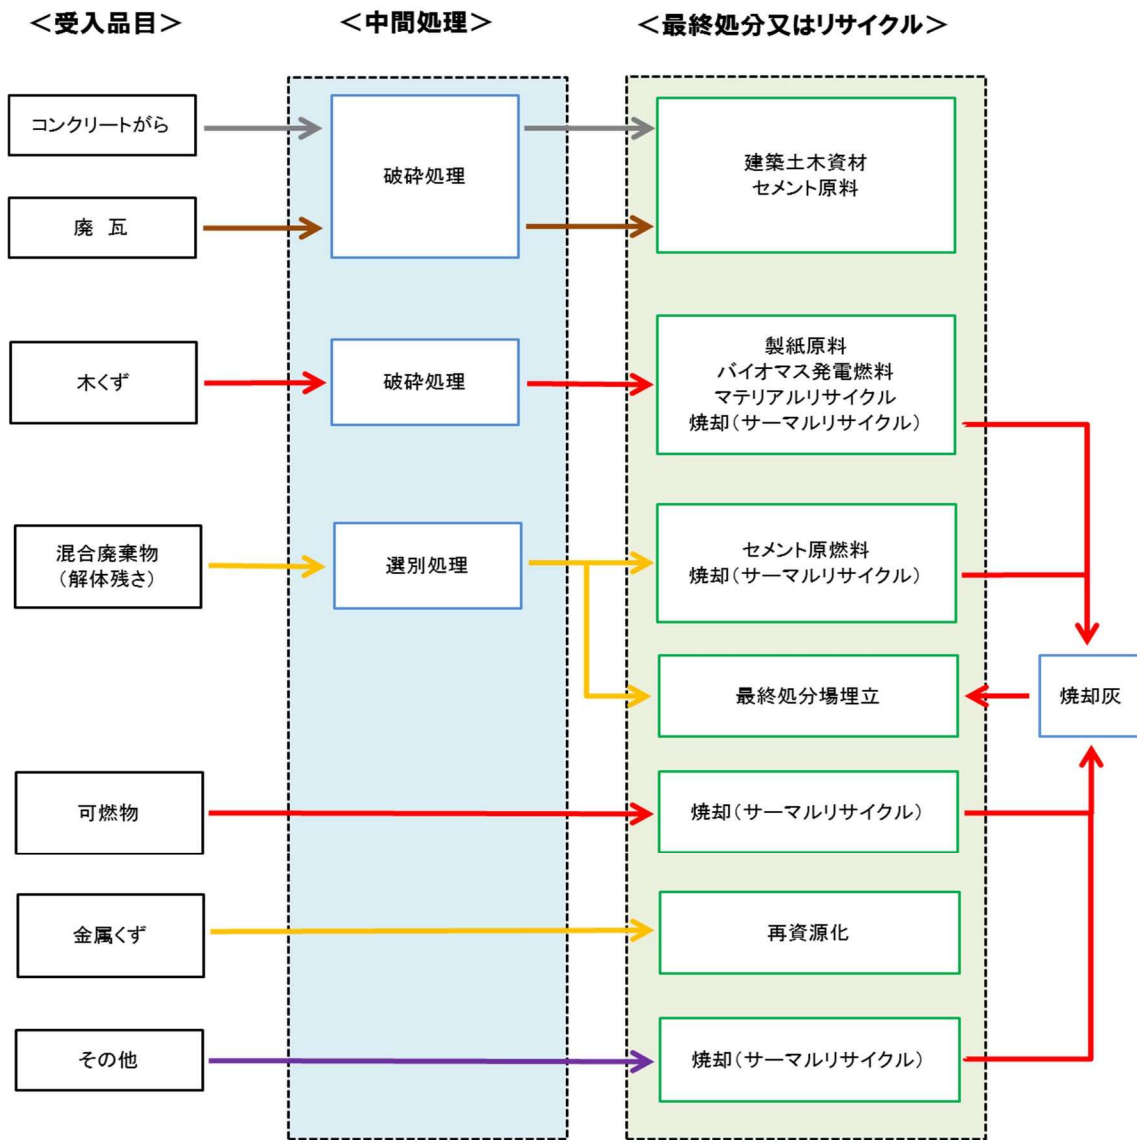 ＜受入品目＞
＜中間処理＞
＜最終処分又はリサイクル＞
コンクリートがら
破砕処理
建築土木資材
セメント原料
廃　瓦
木くず
破砕処理
製紙原料
バイオマス発電燃料
マテリアルリサイクル
焼却（サーマルリサイクル）
混合廃棄物
（解体残さ）
選別処理
セメント原燃料
焼却（サーマルリサイクル）
最終処分場埋立
焼却灰
可燃物
焼却（サーマルリサイクル）
金属くず
再資源化
その他
焼却（サーマルリサイクル）